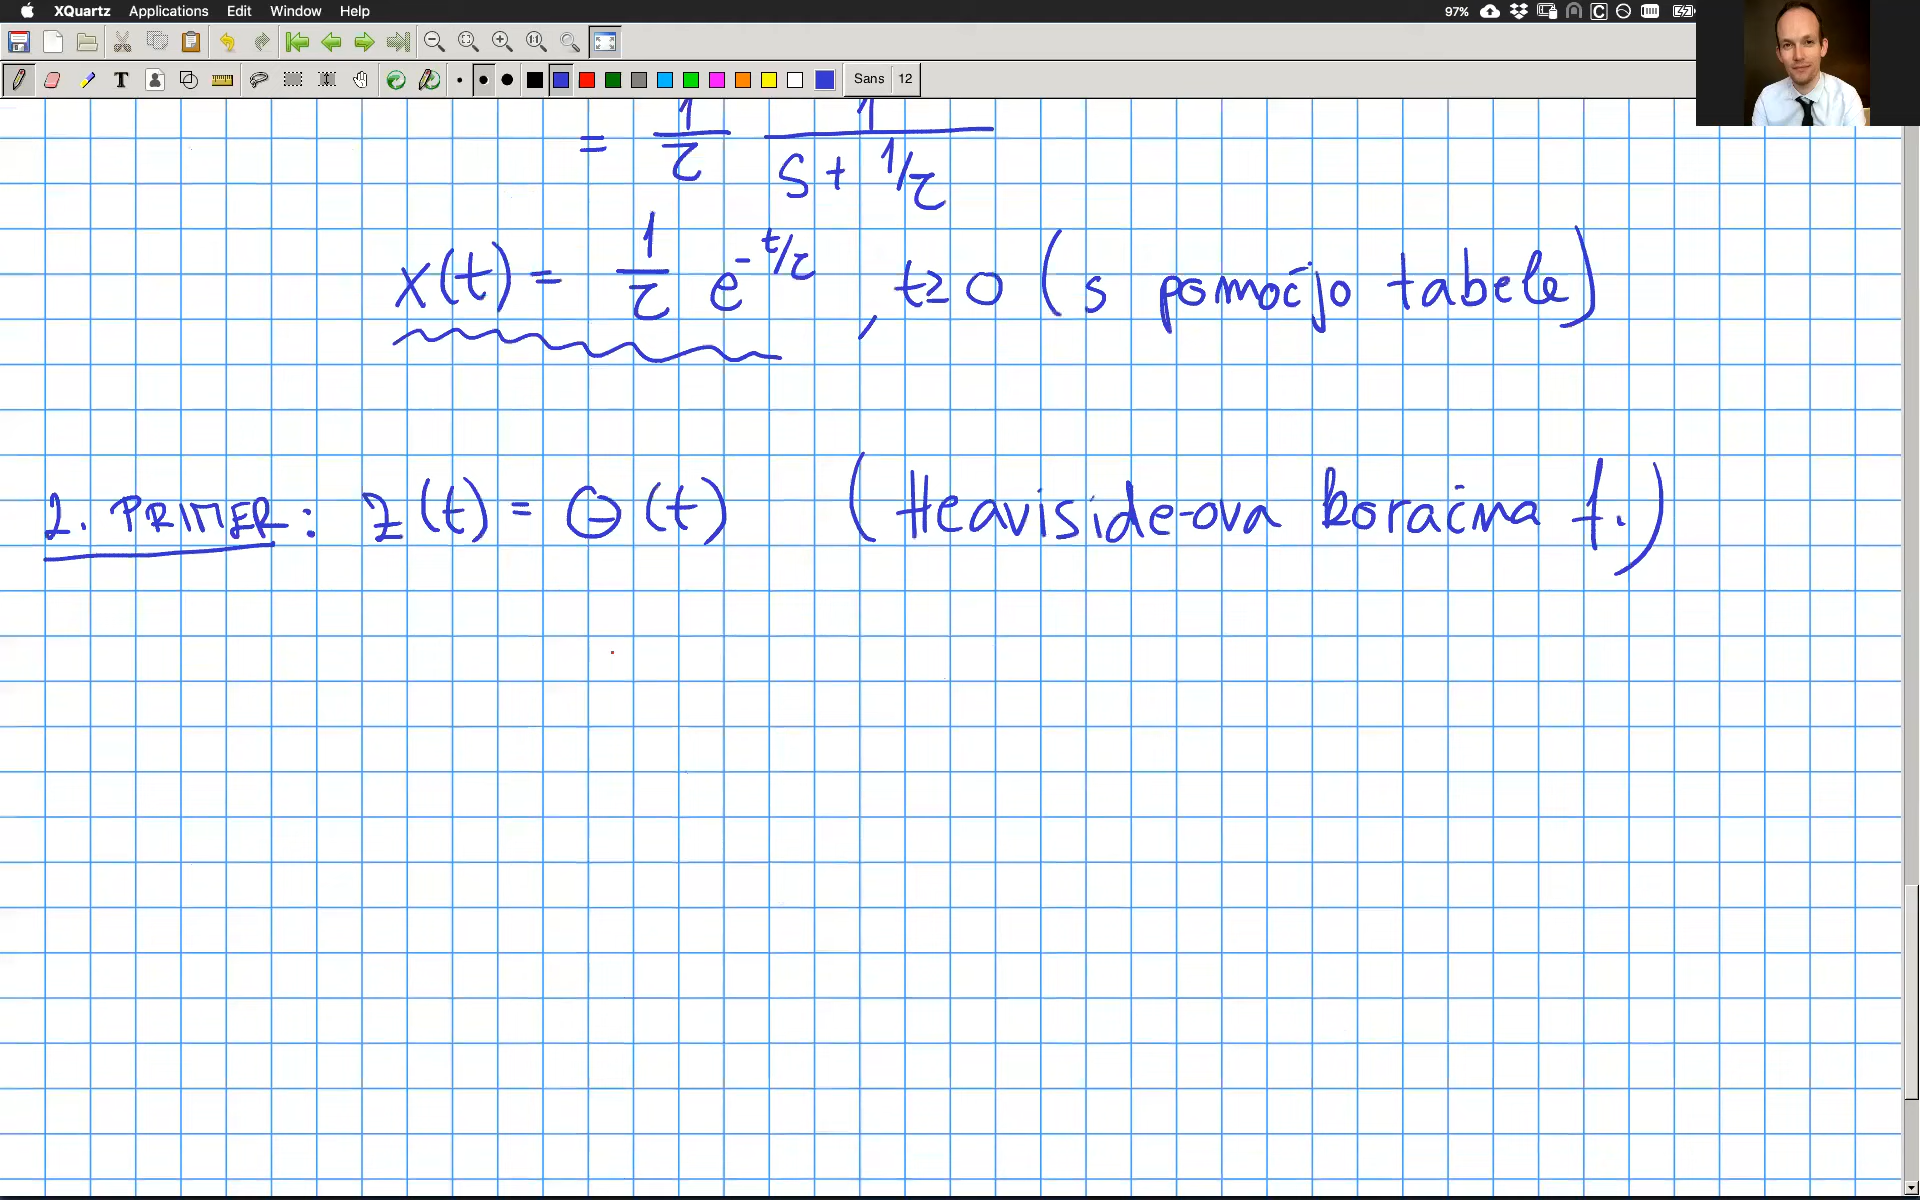 XQuartz Applications Edit Window Help 97%
T Sans 12
= 1/τ 1/(s + 1/τ)
x(t) = 1/τ e^(-t/τ) , t≥0 (s pomočjo tabele)
2. PRIMER: z(t) = Θ(t) (Heaviside-ova koračna f.)